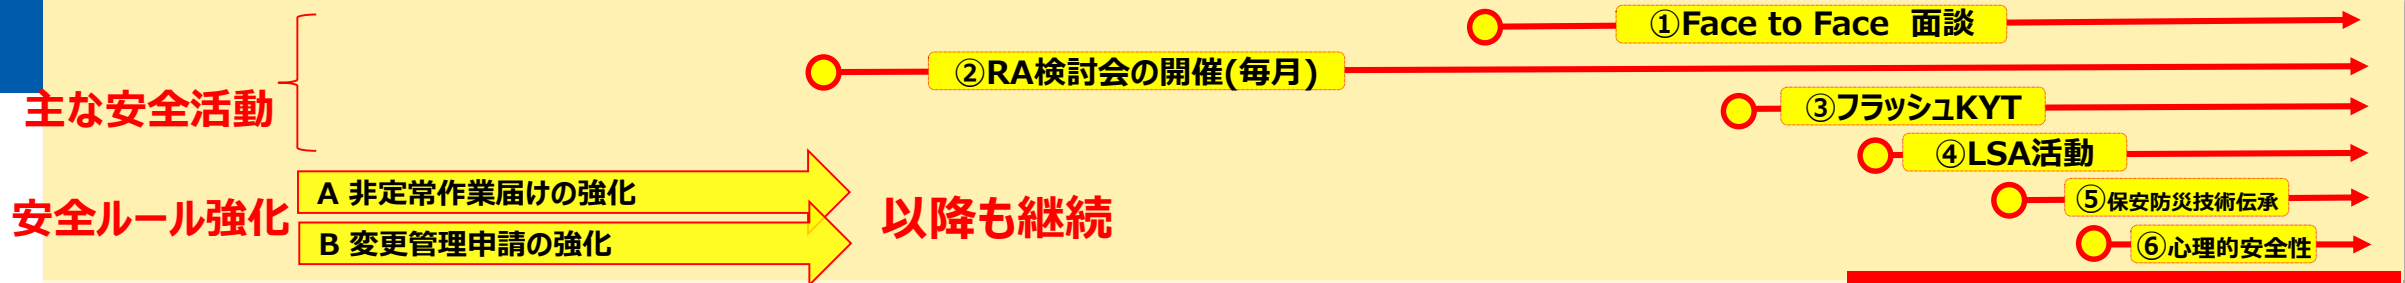 ①Face to Face 面談
②RA検討会の開催(毎月)
主な安全活動
③フラッシュKYT
④LSA活動
安全ルール強化
A 非定常作業届けの強化
以降も継続
⑤保安防災技術伝承
B 変更管理申請の強化
⑥心理的安全性